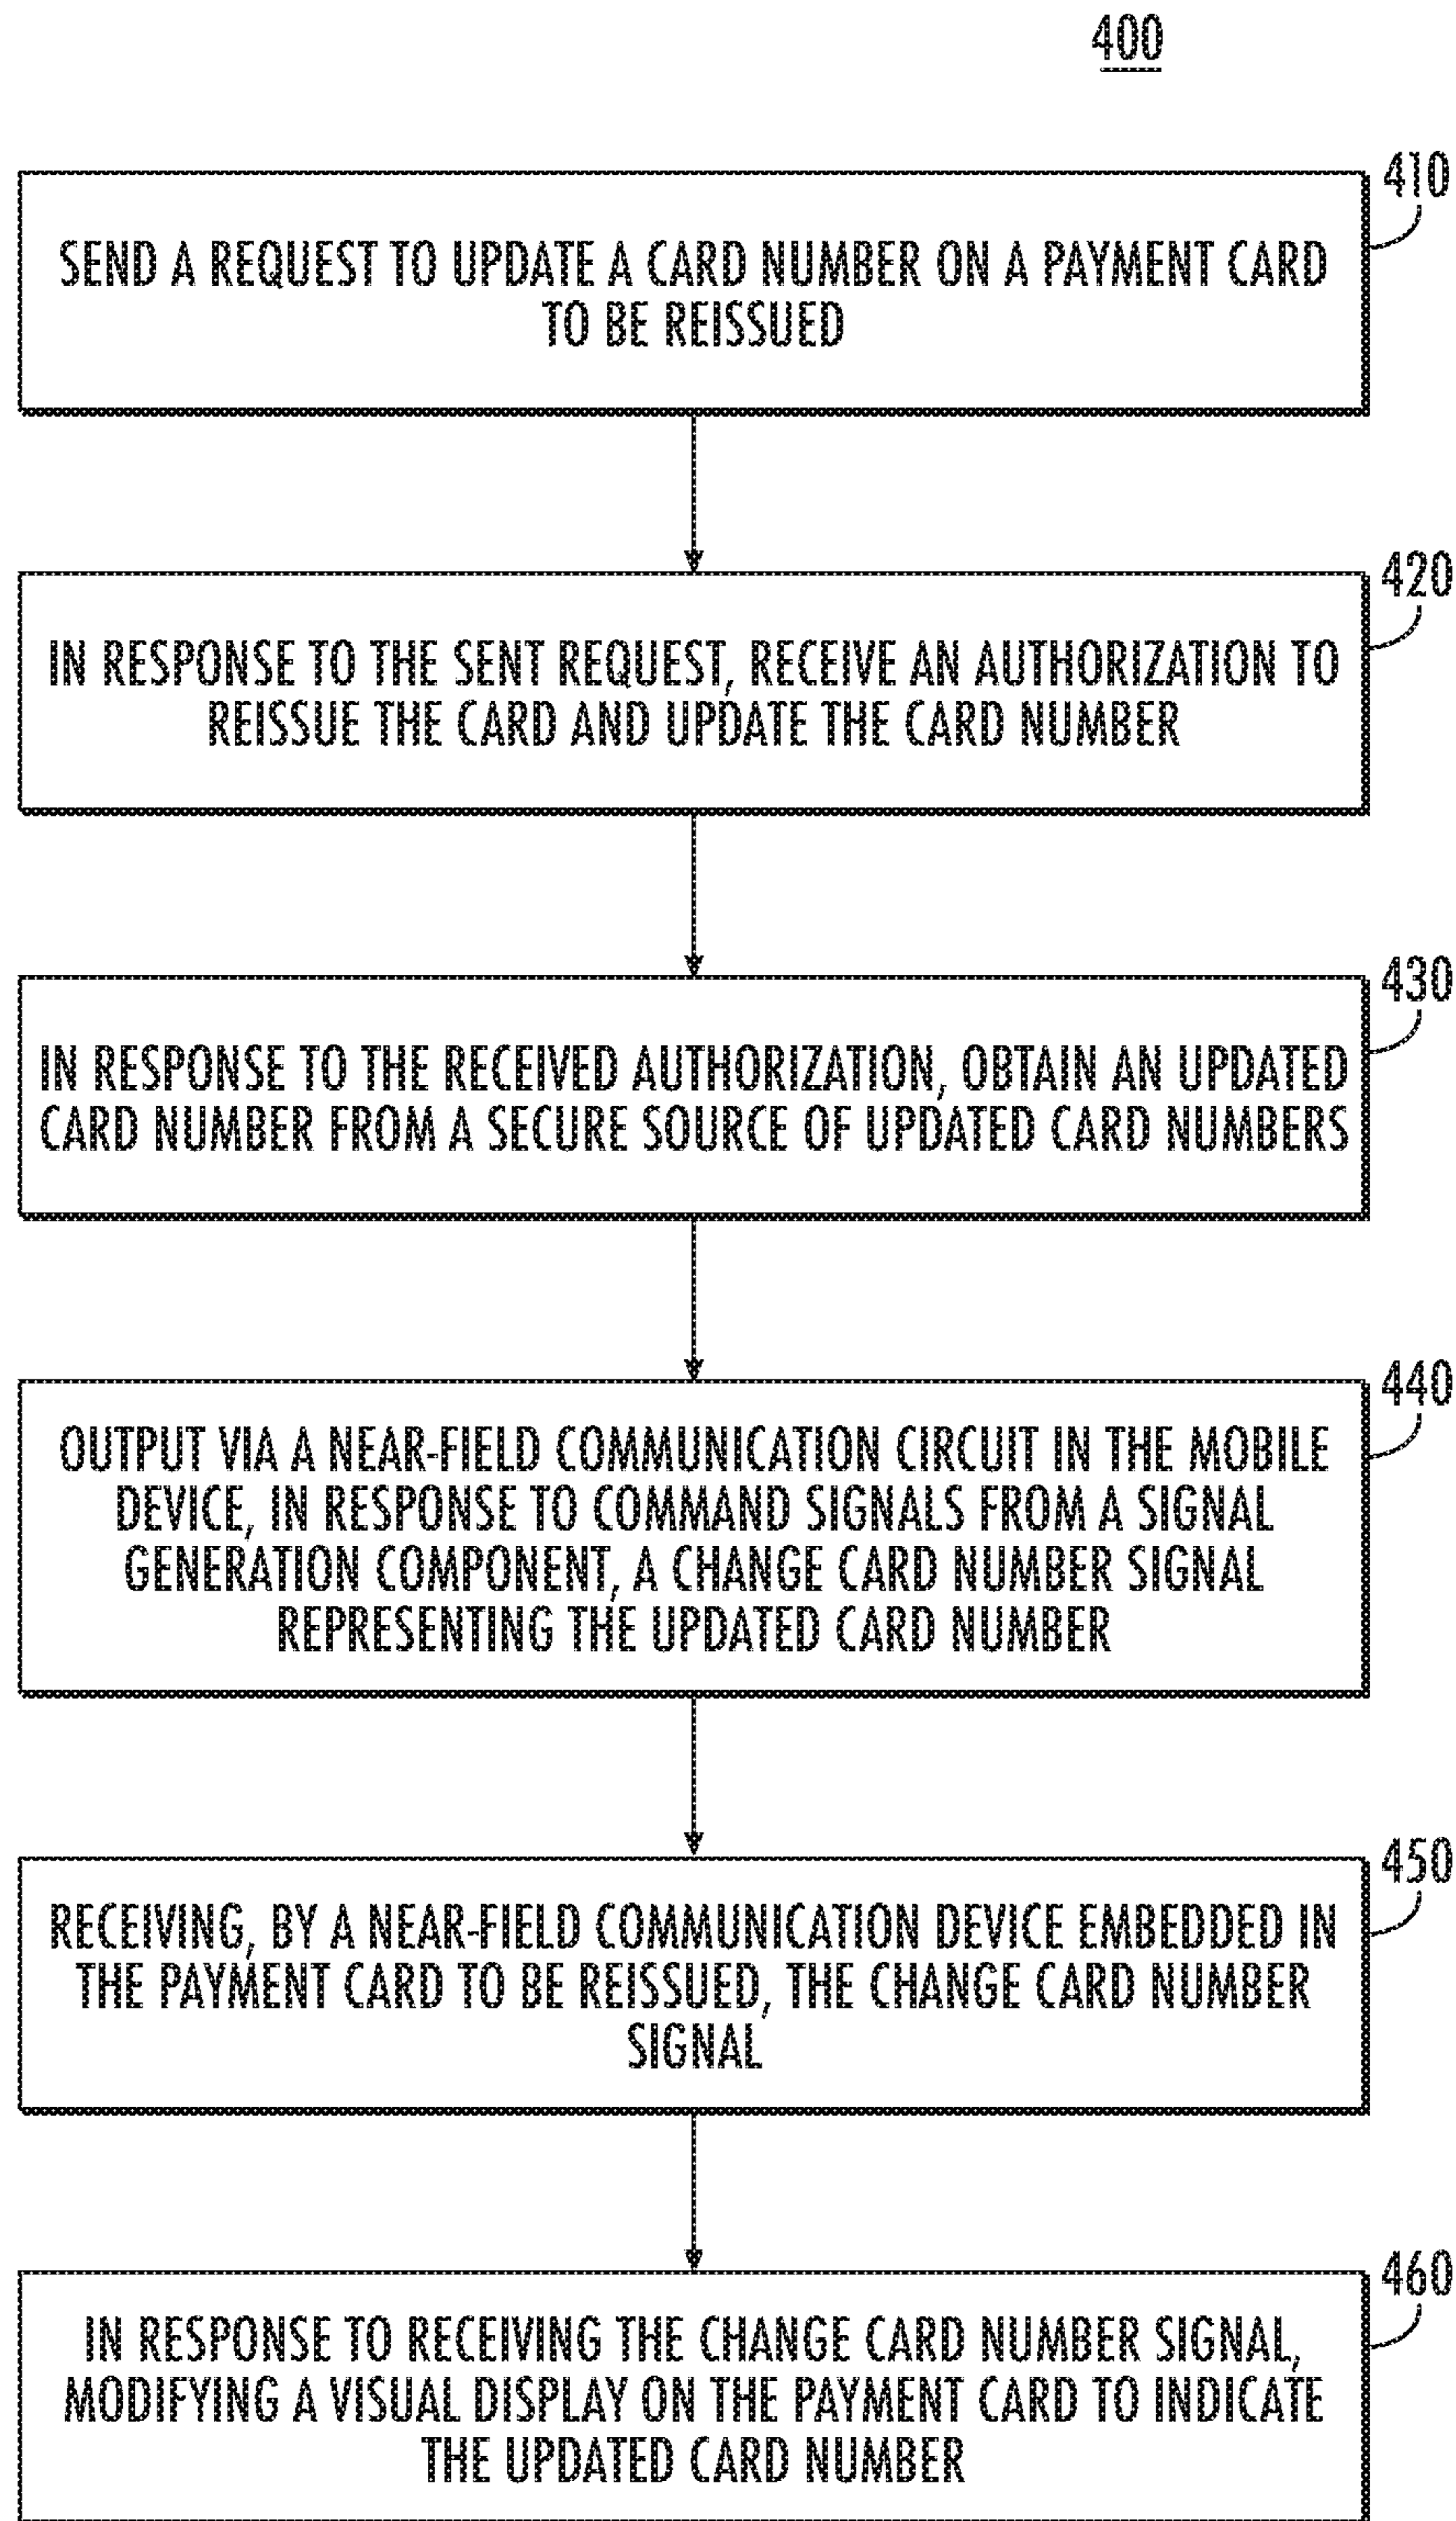 400
410
SEND A REQUEST TO UPDATE A CARD NUMBER ON A PAYMENT CARD
TO BE REISSUED
420
IN RESPONSE TO THE SENT REQUEST, RECEIVE AN AUTHORIZATION TO
REISSUE THE CARD AND UPDATE THE CARD NUMBER
430
IN RESPONSE TO THE RECEIVED AUTHORIZATION, OBTAIN AN UPDATED
CARD NUMBER FROM A SECURE SOURCE OF UPDATED CARD NUMBERS
440
OUTPUT VIA A NEAR-FIELD COMMUNICATION CIRCUIT IN THE MOBILE
DEVICE, IN RESPONSE TO COMMAND SIGNALS FROM A SIGNAL
GENERATION COMPONENT, A CHANGE CARD NUMBER SIGNAL
REPRESENTING THE UPDATED CARD NUMBER
450
RECEIVING, BY A NEAR-FIELD COMMUNICATION DEVICE EMBEDDED IN
THE PAYMENT CARD TO BE REISSUED, THE CHANGE CARD NUMBER
SIGNAL
460
IN RESPONSE TO RECEIVING THE CHANGE CARD NUMBER SIGNAL,
MODIFYING A VISUAL DISPLAY ON THE PAYMENT CARD TO INDICATE
THE UPDATED CARD NUMBER